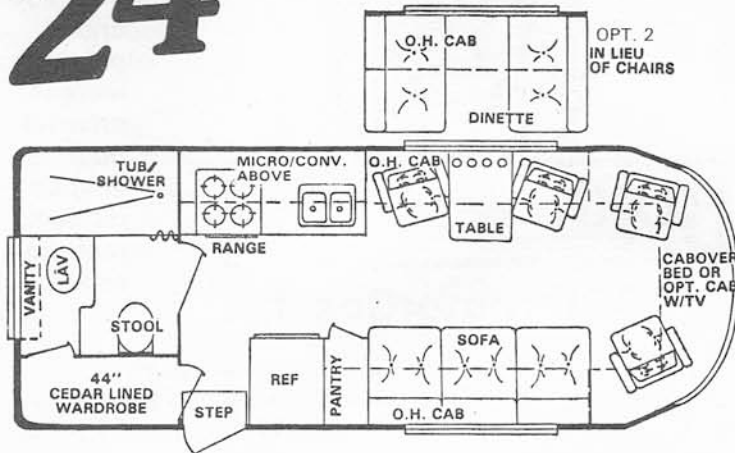 24
O.H. CAB
OPT. 2
IN LIEU
OF CHAIRS
DINETTE
TUB/
SHOWER
MICRO/CONV.
ABOVE
O.H. CAB
RANGE
TABLE
VANITY
LAV
STOOL
CABOVER
BED OR
OPT. CAB
W/TV
44"
CEDAR LINED
WARDROBE
STEP
REF
PANTRY
SOFA
O.H. CAB